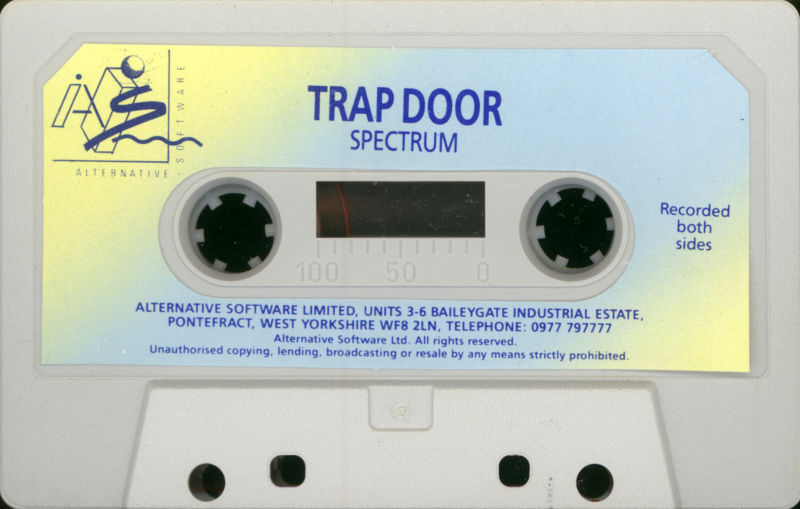 TRAP DOOR
SPECTRUM
ALTERNATIVE · SOFTWARE
Recorded
both
sides
100 50 0
ALTERNATIVE SOFTWARE LIMITED, UNITS 3-6 BAILEYGATE INDUSTRIAL ESTATE,
PONTEFRACT, WEST YORKSHIRE WF8 2LN, TELEPHONE: 0977 797777
Alternative Software Ltd. All rights reserved.
Unauthorised copying, lending, broadcasting or resale by any means strictly prohibited.